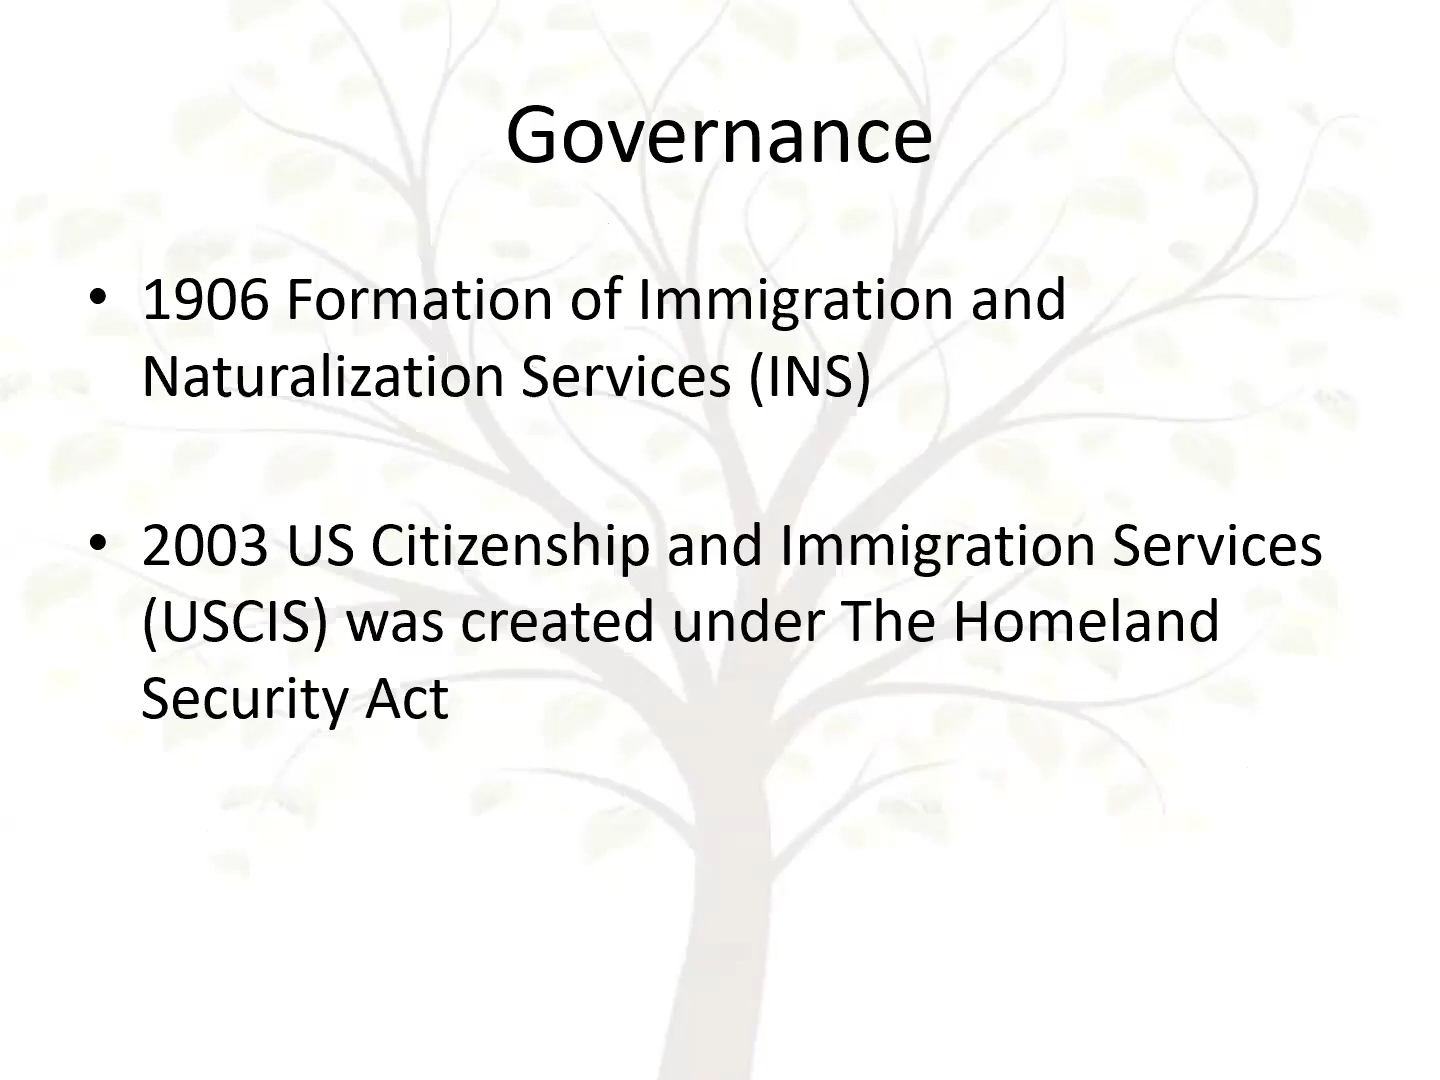 Governance
• 1906 Formation of Immigration and
Naturalization Services (INS)
• 2003 US Citizenship and Immigration Services
(USCIS) was created under The Homeland
Security Act